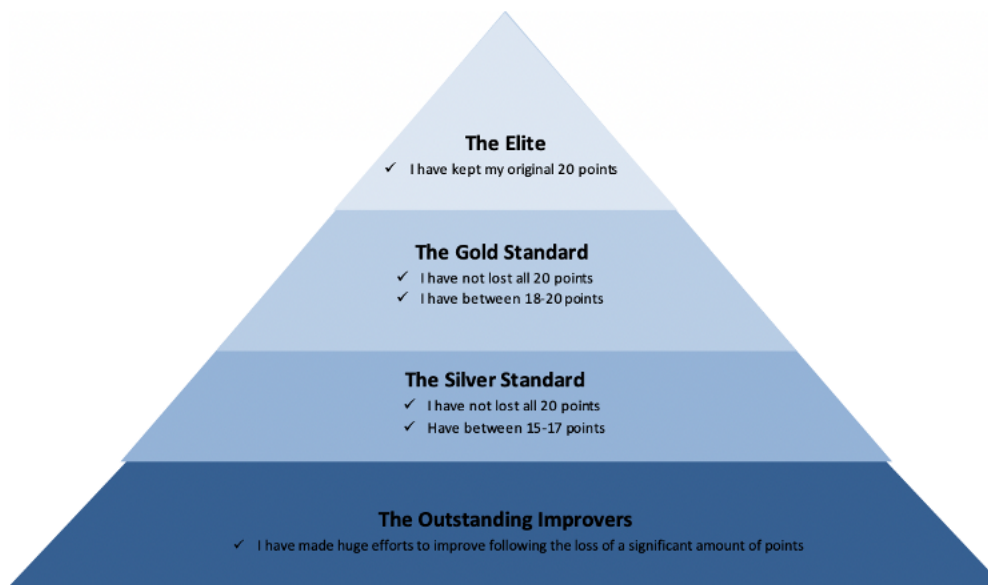 The Elite
✓ I have kept my original 20 points
The Gold Standard
✓ I have not lost all 20 points
✓ I have between 18-20 points
The Silver Standard
✓ I have not lost all 20 points
✓ Have between 15-17 points
The Outstanding Improvers
✓ I have made huge efforts to improve following the loss of a significant amount of points